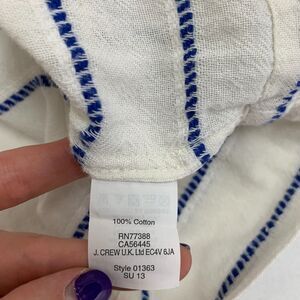 100% Cotton
RN77388
CA56445
J. CREW U.K. Ltd EC4V 6JA
Style 01363
SU 13